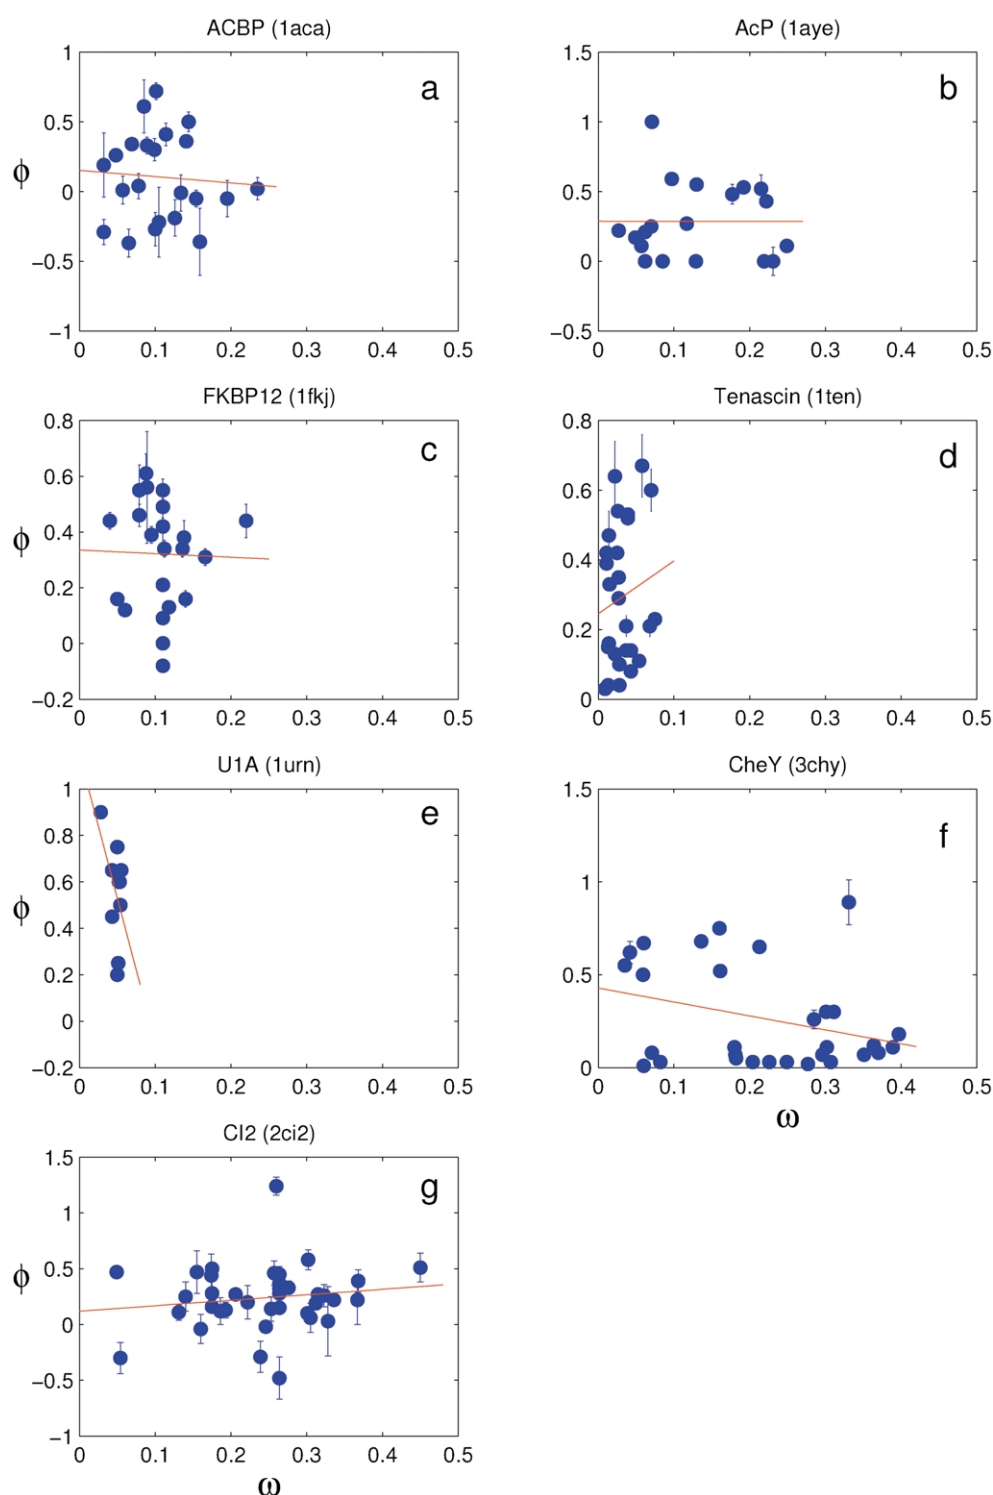 ACBP (1aca)
a
1
0.5
0
−0.5
−1
ϕ
0 0.1 0.2 0.3 0.4 0.5
AcP (1aye)
b
1.5
1
0.5
0
−0.5
0 0.1 0.2 0.3 0.4 0.5
FKBP12 (1fkj)
c
0.8
0.6
0.4
0.2
0
−0.2
ϕ
0 0.1 0.2 0.3 0.4 0.5
Tenascin (1ten)
d
0.8
0.6
0.4
0.2
0
0 0.1 0.2 0.3 0.4 0.5
U1A (1urn)
e
1
0.8
0.6
0.4
0.2
0
−0.2
ϕ
0 0.1 0.2 0.3 0.4 0.5
CheY (3chy)
f
1.5
1
0.5
0
0 0.1 0.2 0.3 0.4 0.5
ω
CI2 (2ci2)
g
1.5
1
0.5
0
−0.5
−1
ϕ
0 0.1 0.2 0.3 0.4 0.5
ω